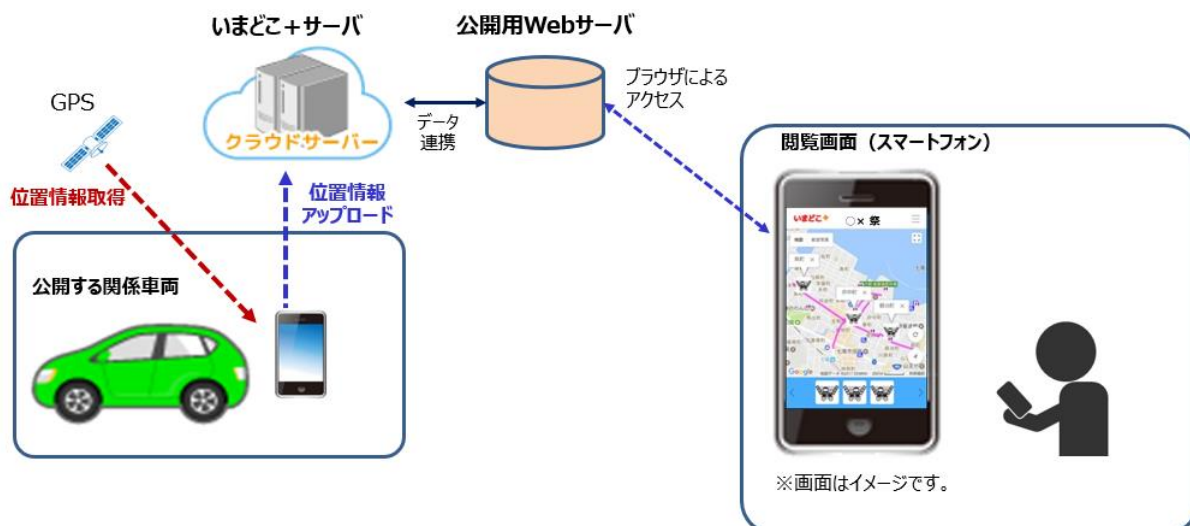 いまどこ+サーバ
公開用Webサーバ
クラウドサーバー
GPS
位置情報取得
位置情報
アップロード
データ
連携
ブラウザによる
アクセス
公開する関係車両
閲覧画面（スマートフォン）
いまどこ+
○× 祭
Google
※画面はイメージです。